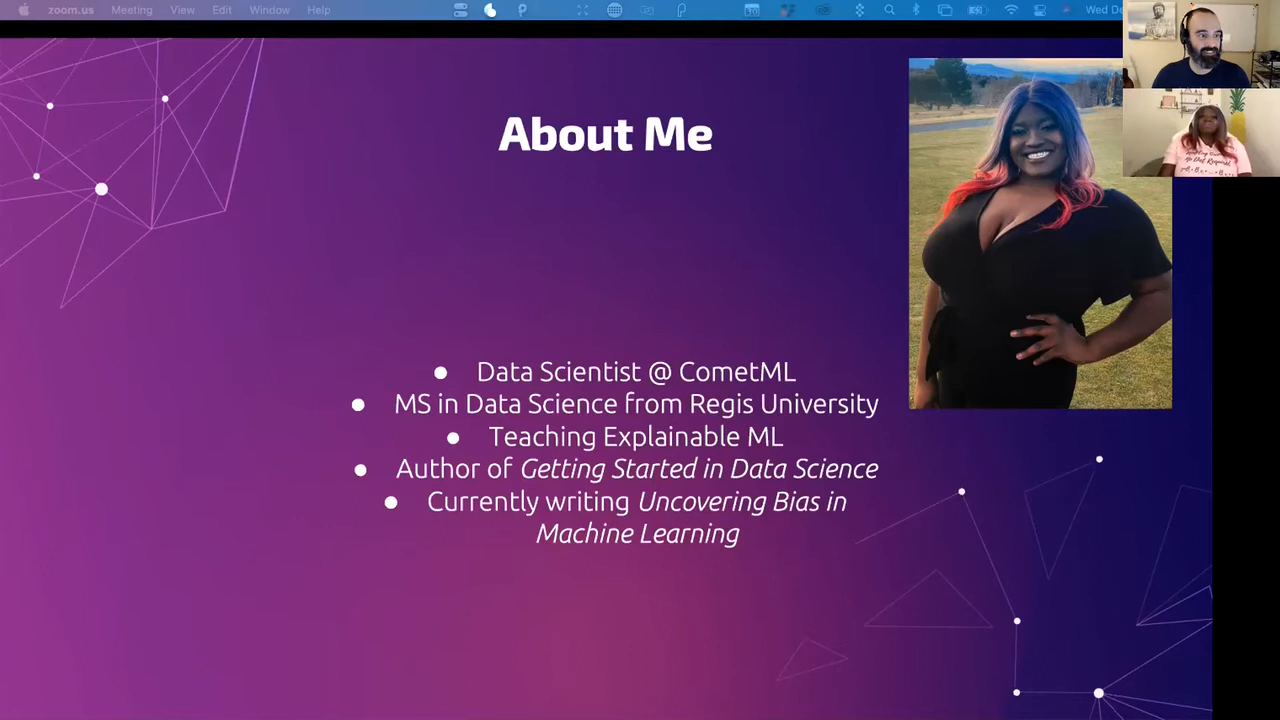 zoom.us Meeting View Edit Window Help Wed De
About Me
● Data Scientist @ CometML
● MS in Data Science from Regis University
● Teaching Explainable ML
● Author of Getting Started in Data Science
● Currently writing Uncovering Bias in
Machine Learning